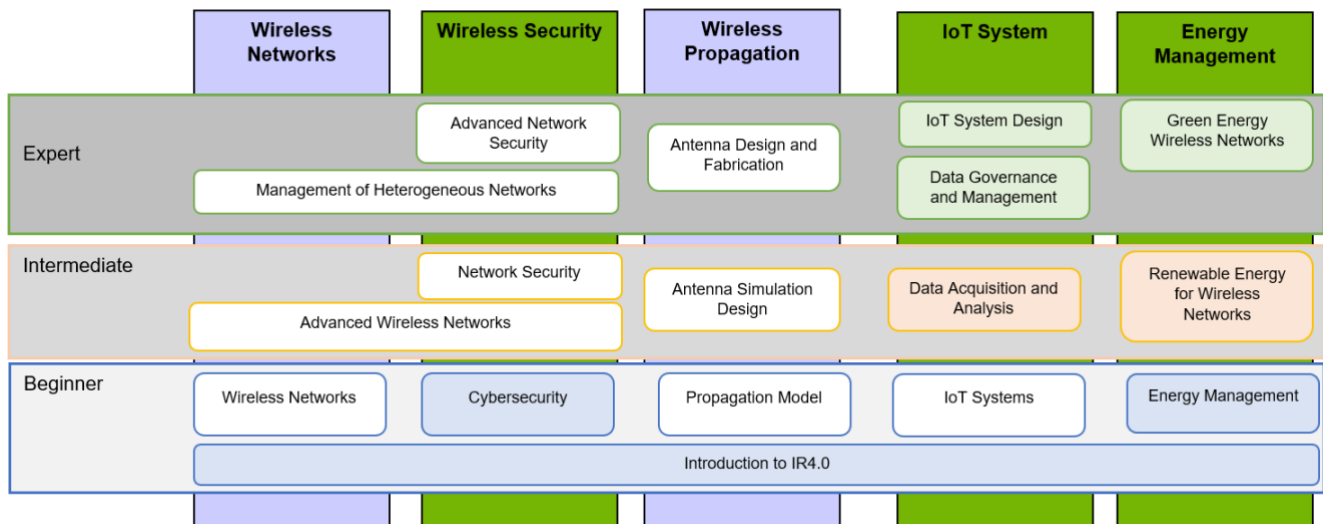 Wireless
Networks
Wireless Security
Wireless
Propagation
IoT System
Energy
Management
Expert
Advanced Network
Security
Management of Heterogeneous Networks
Antenna Design and
Fabrication
IoT System Design
Data Governance
and Management
Green Energy
Wireless Networks
Intermediate
Network Security
Advanced Wireless Networks
Antenna Simulation
Design
Data Acquisition and
Analysis
Renewable Energy
for Wireless
Networks
Beginner
Wireless Networks
Cybersecurity
Propagation Model
IoT Systems
Energy Management
Introduction to IR4.0